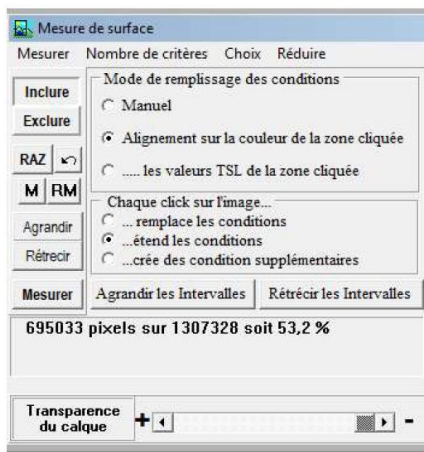 Mesure de surface
Mesurer Nombre de critères Choix Réduire
Inclure
Exclure
RAZ
M RM
Agrandir
Rétrecir
Mesurer
Mode de remplissage des conditions
Manuel
Alignement sur la couleur de la zone cliquée
..... les valeurs TSL de la zone cliquée
Chaque click sur l'image...
... remplace les conditions
...étend les conditions
...crée des condition supplémentaires
Agrandir les Intervalles Rétrécir les Intervalles
695033 pixels sur 1307328 soit 53,2 %
Transparence
du calque
+ -